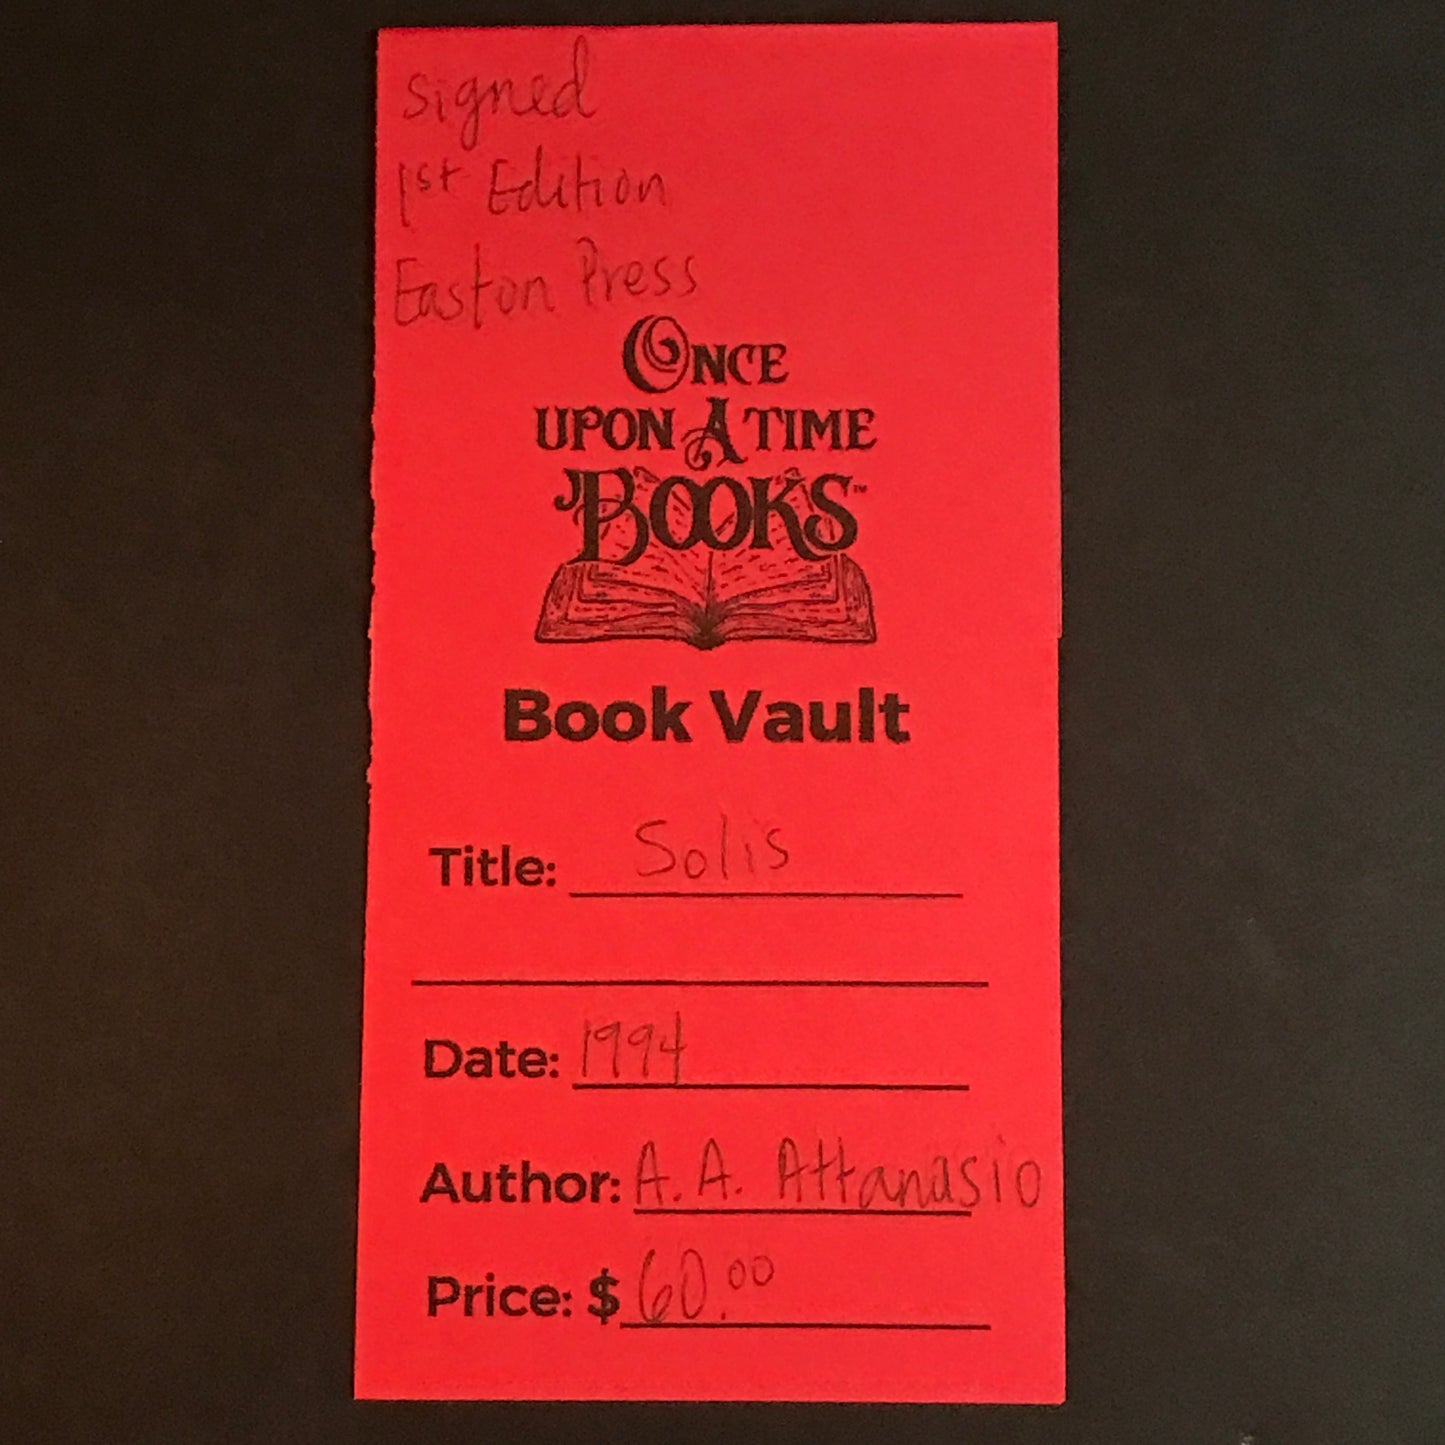 signed
1st Edition
Easton Press
ONCE
UPON A TIME
BOOKS™
Book Vault
Title: Solis
Date: 1994
Author: A. A. Attanasio
Price: $60.00